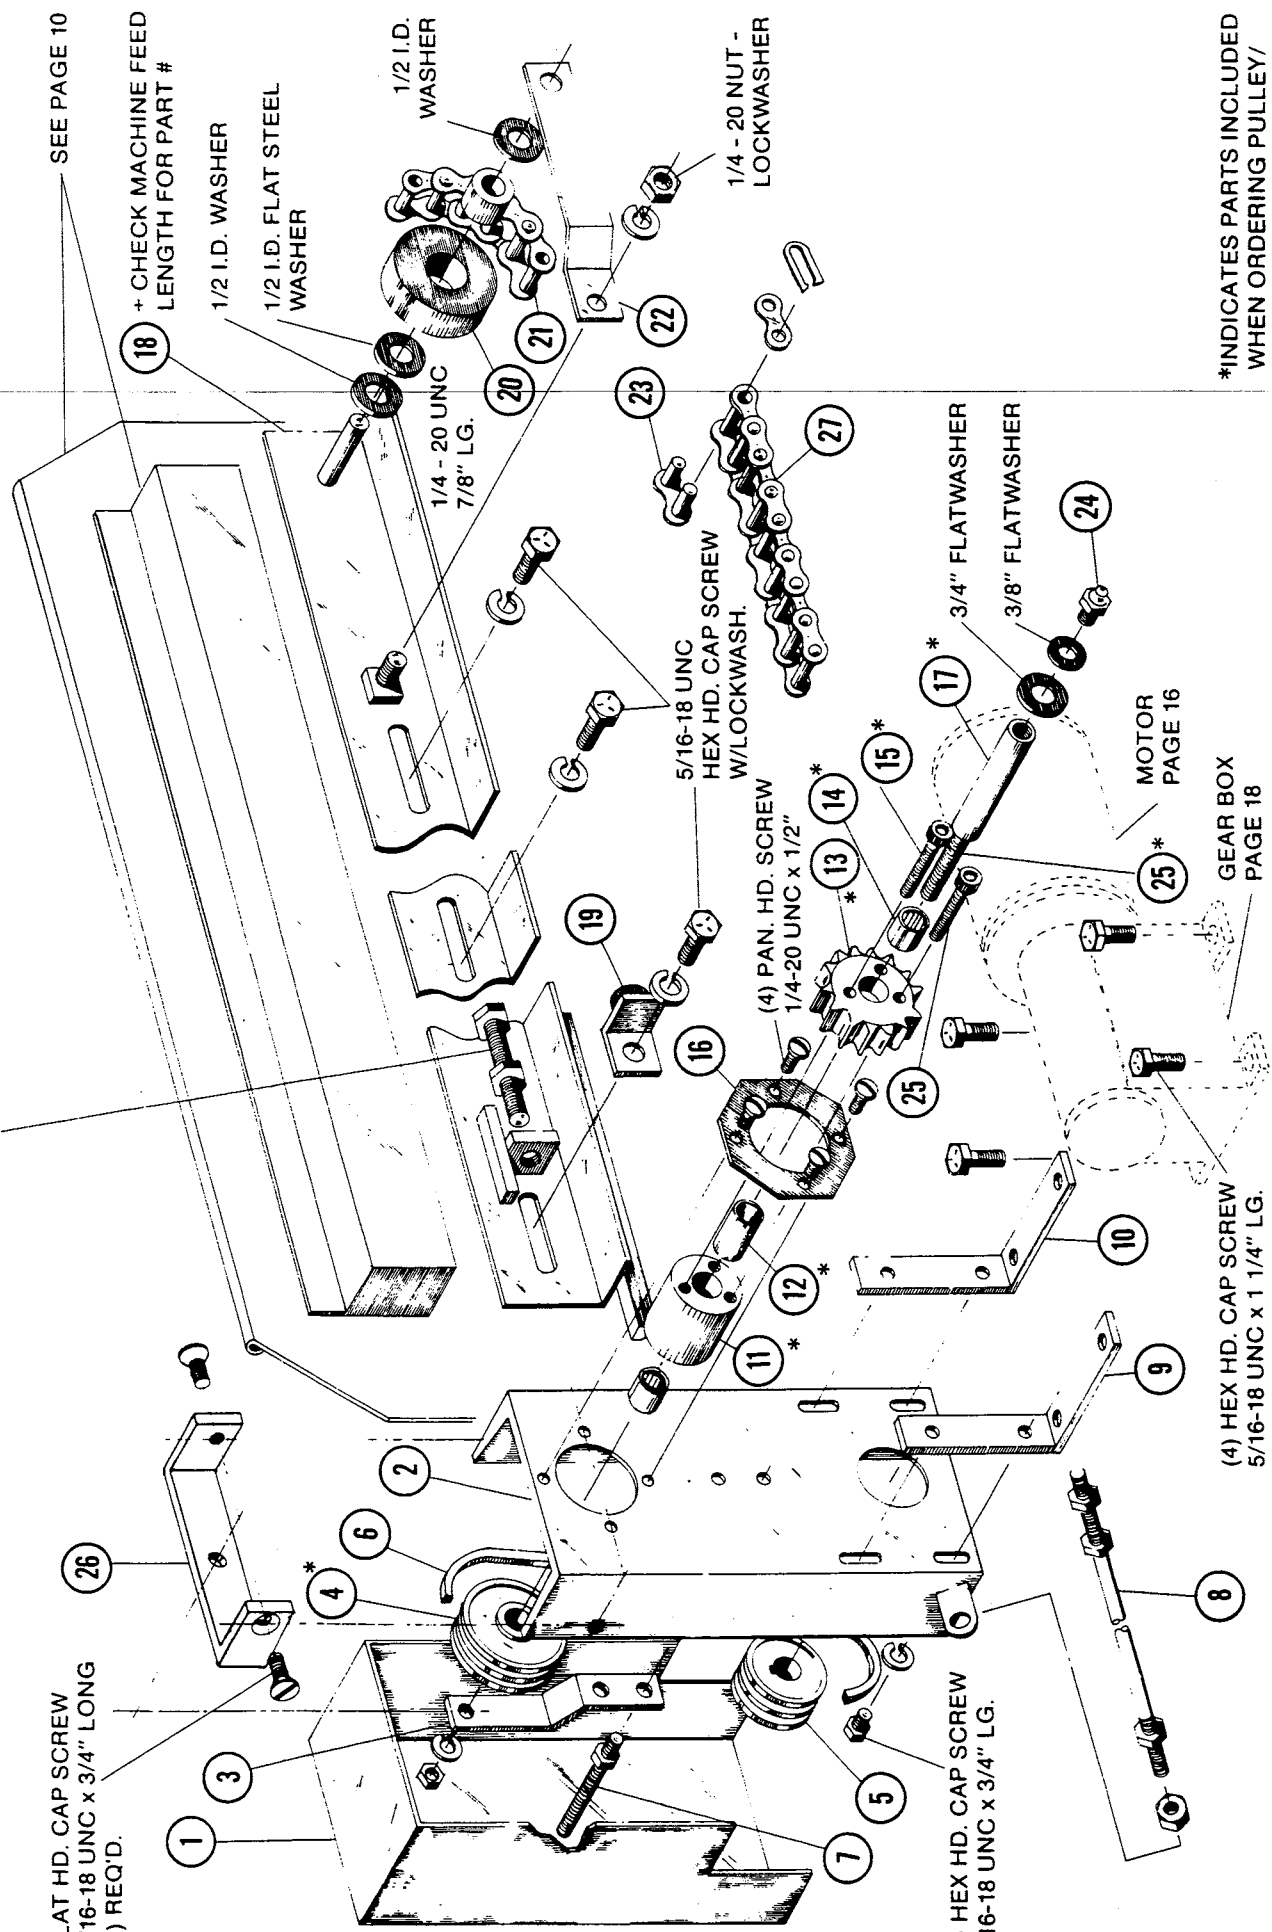 SEE PAGE 10
18
+ CHECK MACHINE FEED
LENGTH FOR PART #
1/2 I.D. WASHER
1/2 I.D. FLAT STEEL
WASHER
1/2 I.D.
WASHER
1/4 - 20 NUT -
LOCKWASHER
21
22
20
23
27
1/4 - 20 UNC
7/8" LG.
*INDICATES PARTS INCLUDED
WHEN ORDERING PULLEY/
5/16-18 UNC
HEX HD. CAP SCREW
W/LOCKWASH.
3/4" FLATWASHER
3/8" FLATWASHER
24
17 *
15 *
14 *
13 *
25 *
25
MOTOR
PAGE 16
GEAR BOX
PAGE 18
19
(4) PAN. HD. SCREW
1/4-20 UNC x 1/2"
16
12 *
11 *
10
9
(4) HEX HD. CAP SCREW
5/16-18 UNC x 1 1/4" LG.
26
2
6
4 *
3
1
5
7
8
LAT HD. CAP SCREW
16-18 UNC x 3/4" LONG
) REQ'D.
HEX HD. CAP SCREW
16-18 UNC x 3/4" LG.